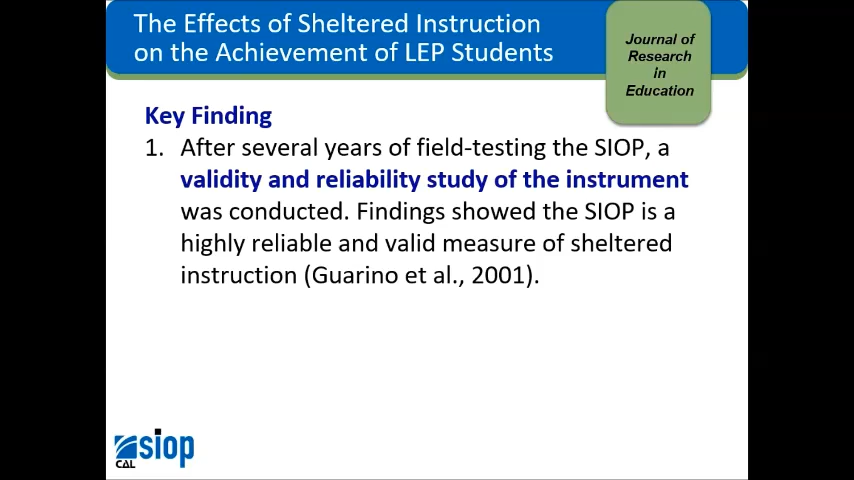 The Effects of Sheltered Instruction
on the Achievement of LEP Students
Journal of
Research
in
Education
Key Finding
1. After several years of field-testing the SIOP, a
validity and reliability study of the instrument
was conducted. Findings showed the SIOP is a
highly reliable and valid measure of sheltered
instruction (Guarino et al., 2001).
siop
CAL